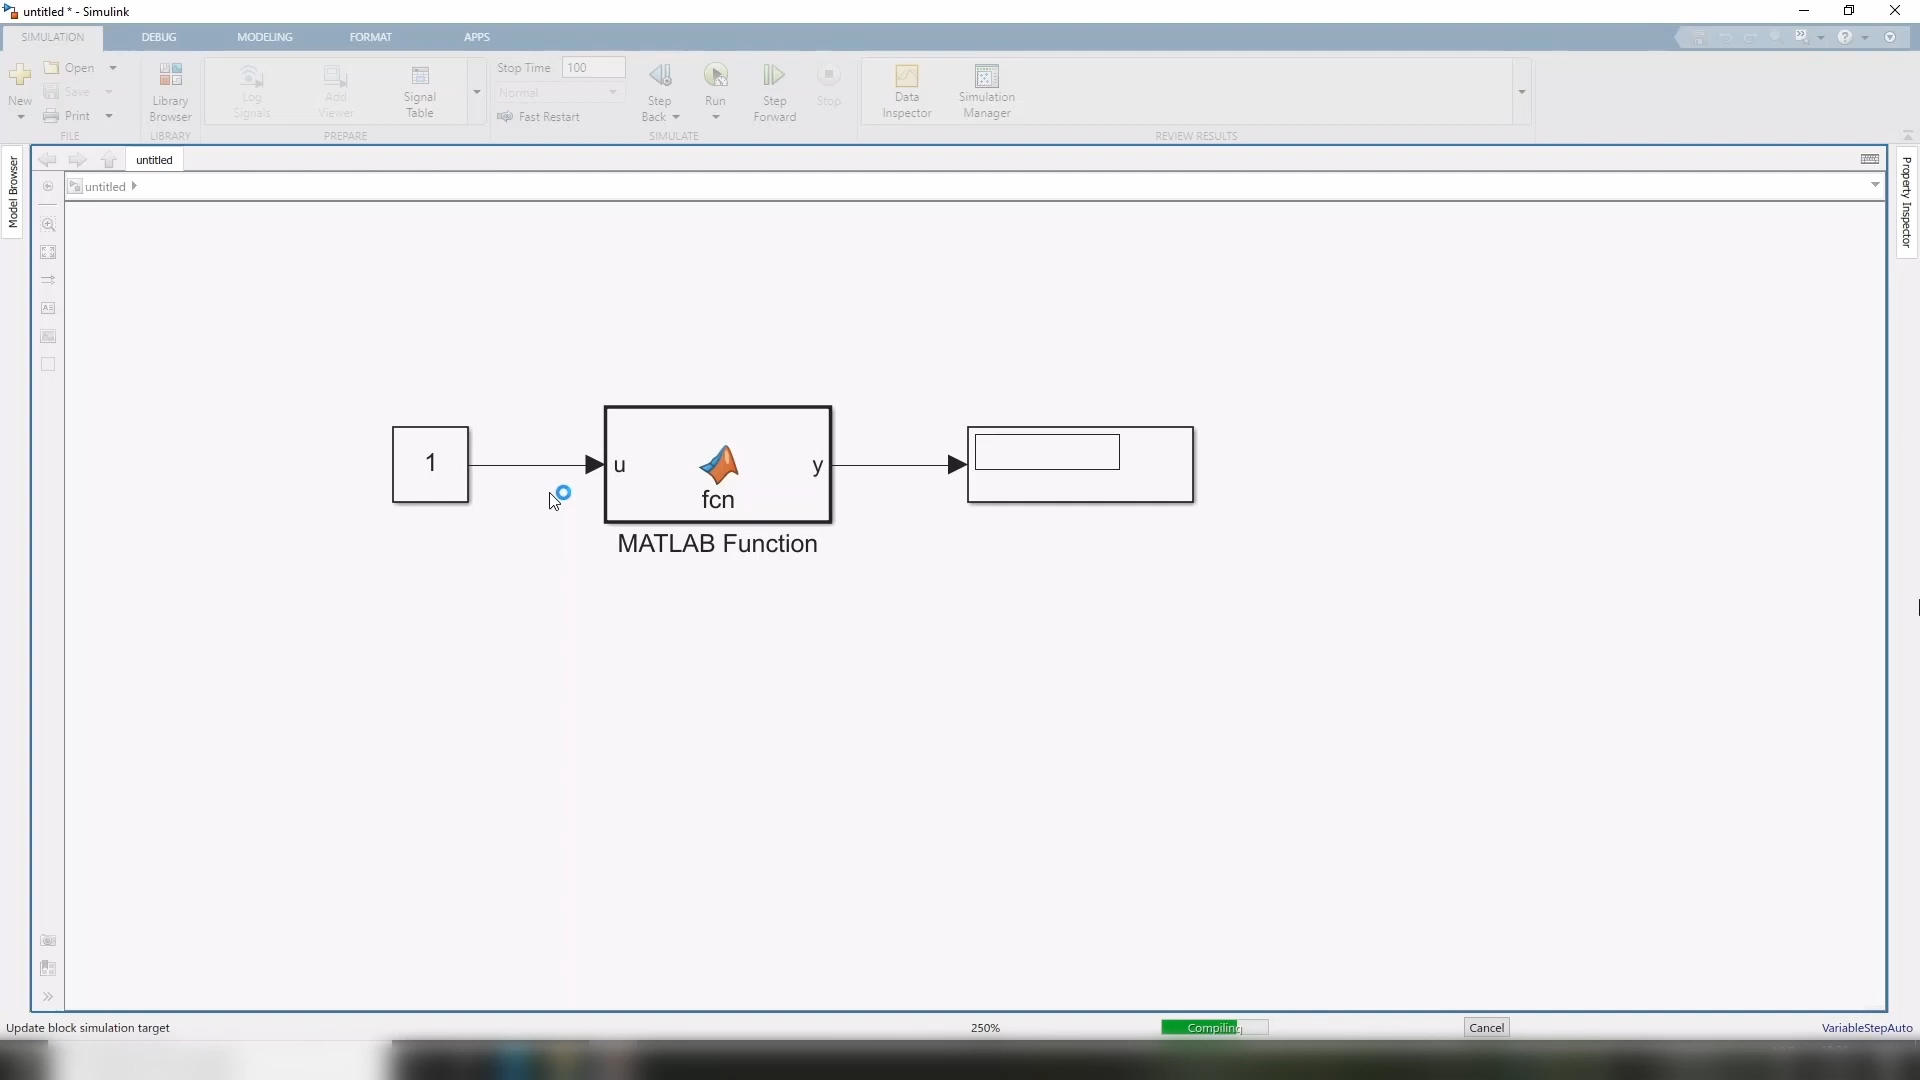 untitled * - Simulink
SIMULATION DEBUG MODELING FORMAT APPS
New
Open
Save
Print
FILE
Library
Browser
LIBRARY
Log
Signals
Add
Viewer
Signal
Table
PREPARE
Stop Time 100
Normal
Fast Restart
Step
Back
Run
Step
Forward
Stop
SIMULATE
Data
Inspector
Simulation
Manager
REVIEW RESULTS
Model Browser
untitled
untitled
Property Inspector
1
u
fcn
y
MATLAB Function
Update block simulation target
250%
Compiling
Cancel
VariableStepAuto